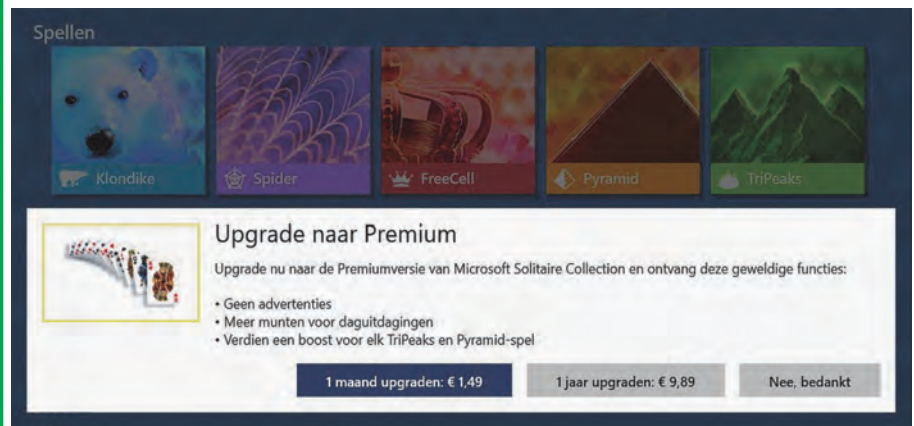 Spellen
Klondike
Spider
FreeCell
Pyramid
TriPeaks
Upgrade naar Premium
Upgrade nu naar de Premiumversie van Microsoft Solitaire Collection en ontvang deze geweldige functies:
• Geen advertenties
• Meer munten voor daguitdagingen
• Verdien een boost voor elk TriPeaks en Pyramid-spel
1 maand upgraden: € 1,49
1 jaar upgraden: € 9,89
Nee, bedankt